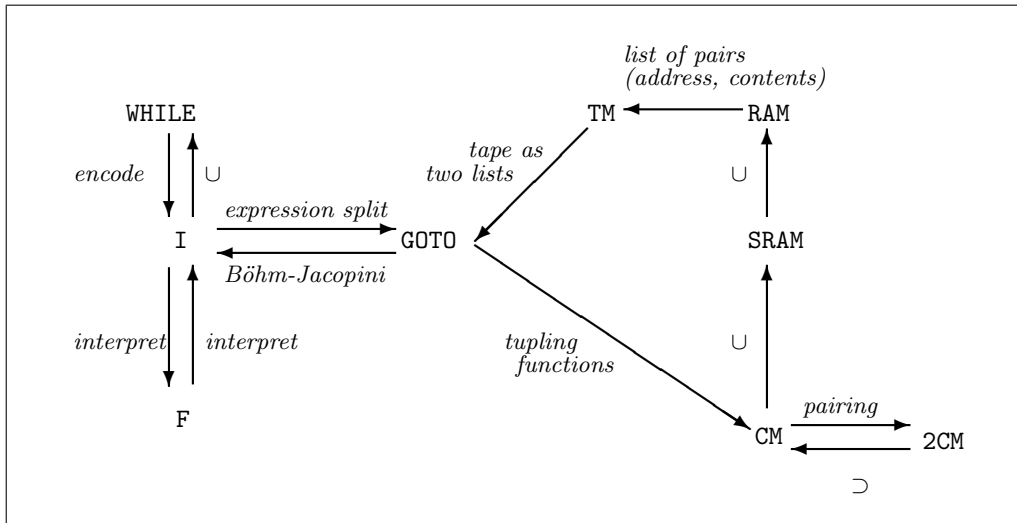 list of pairs
(address, contents)
WHILE
TM
RAM
encode
∪
tape as
two lists
∪
expression split
I
GOTO
SRAM
Böhm-Jacopini
interpret
interpret
tupling
functions
∪
F
pairing
CM
2CM
⊃